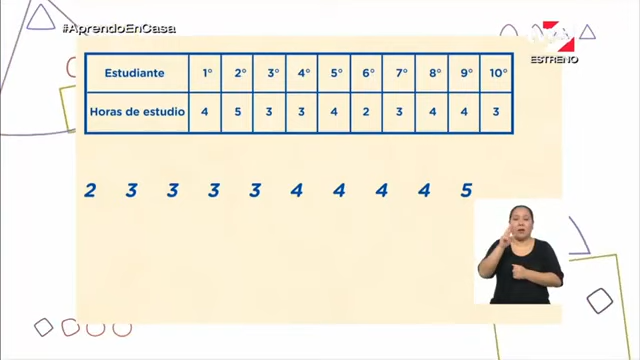 #AprendoEnCasa
ESTRENO
Estudiante 1° 2° 3° 4° 5° 6° 7° 8° 9° 10°
Horas de estudio 4 5 3 3 4 2 3 4 4 3
2 3 3 3 3 4 4 4 4 5